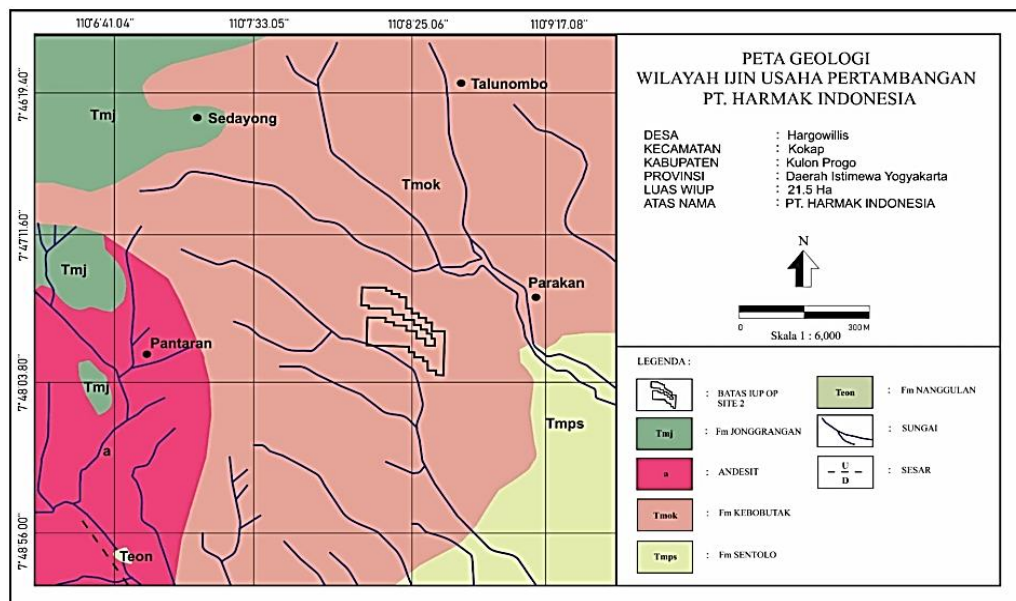 110°6'41.04"
110°7'33.05"
110°8'25.06"
110°9'17.08"
7°46'19.40"
7°47'11.60"
7°48'03.80"
7°48'56.00"
Tmj
Sedayong
Talunombo
Tmok
Tmj
Parakan
Pantaran
Tmj
Tmps
a
Teon
PETA GEOLOGI
WILAYAH IJIN USAHA PERTAMBANGAN
PT. HARMAK INDONESIA
DESA : Hargowillis
KECAMATAN : Kokap
KABUPATEN : Kulon Progo
PROVINSI : Daerah Istimewa Yogyakarta
LUAS WIUP : 21.5 Ha
ATAS NAMA : PT. HARMAK INDONESIA
N
0 300 M
Skala 1 : 6,000
LEGENDA :
: BATAS IUP OP
SITE 2
Tmj : Fm JONGGRANGAN
a : ANDESIT
Tmok : Fm KEBOBUTAK
Tmps : Fm SENTOLO
Teon : Fm NANGGULAN
: SUNGAI
U
D
: SESAR